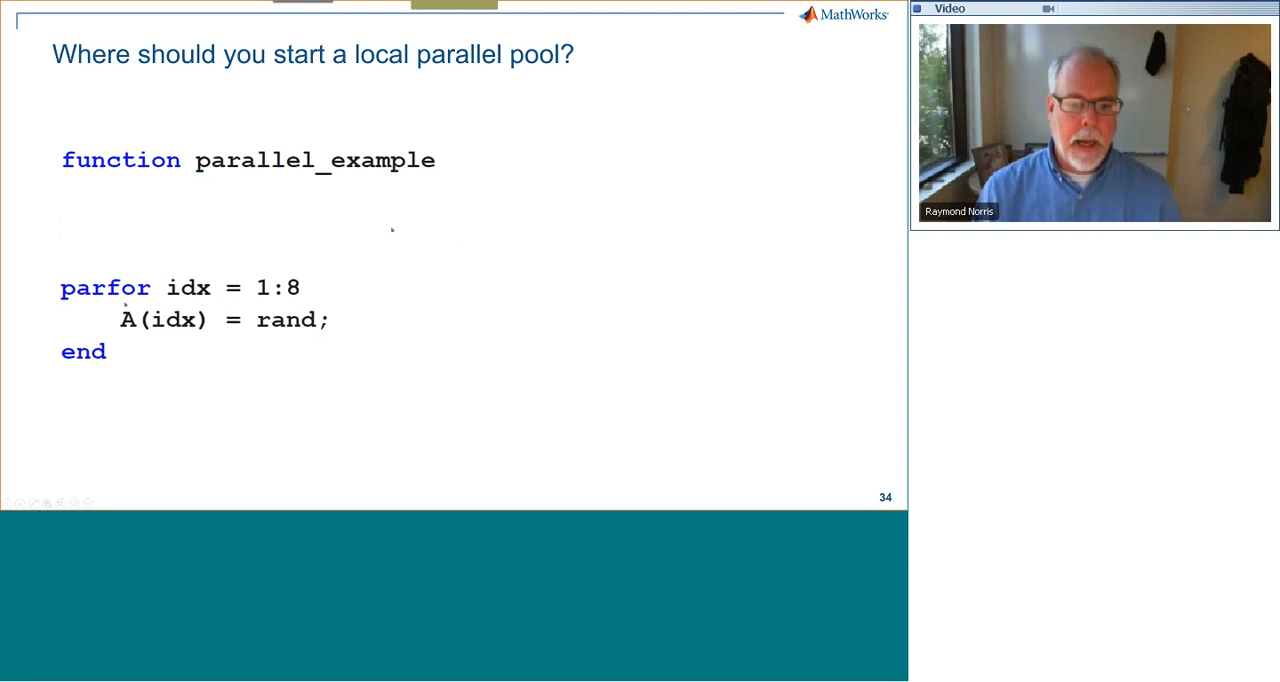 MathWorks
Where should you start a local parallel pool?
function parallel_example
parfor idx = 1:8
A(idx) = rand;
end
34
Video
Raymond Norris